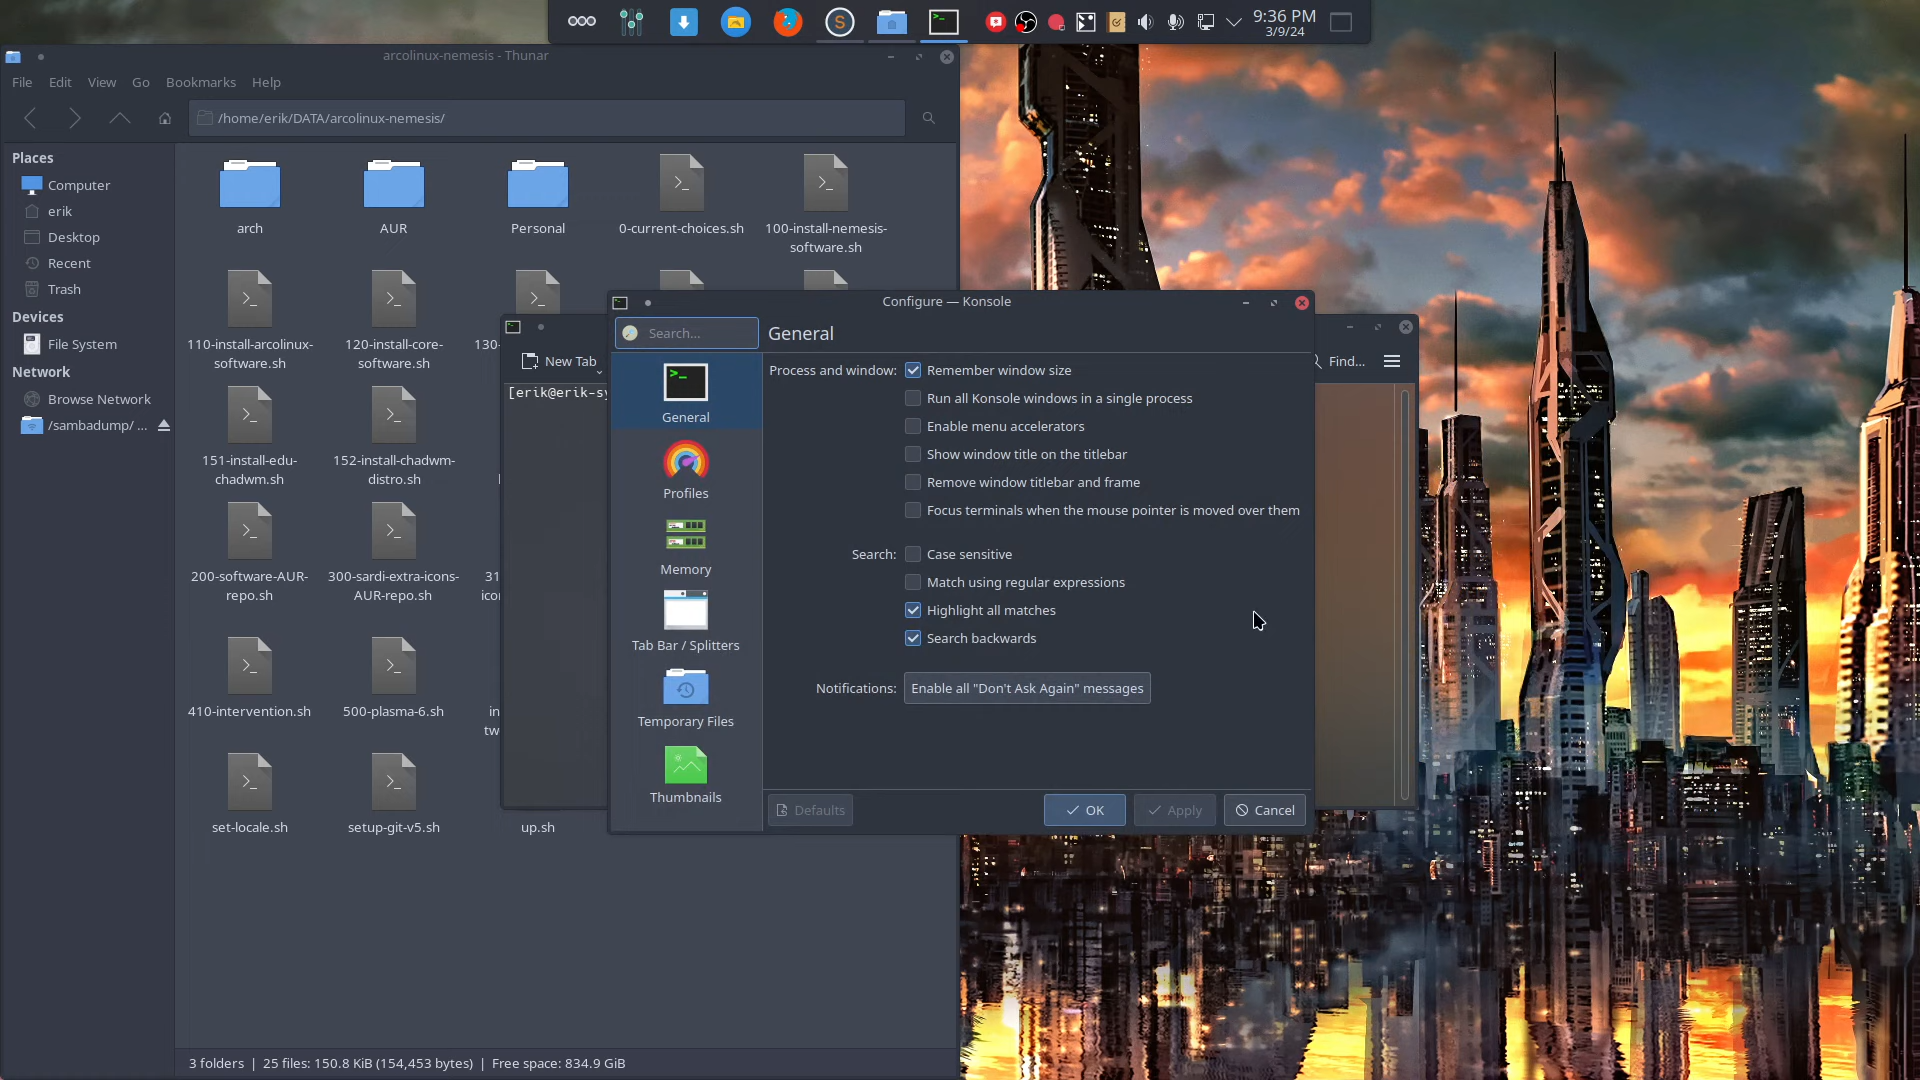 9:36 PM
3/9/24
arcolinux-nemesis - Thunar
File Edit View Go Bookmarks Help
/home/erik/DATA/arcolinux-nemesis/
Places
Computer
erik
Desktop
Recent
Trash
Devices
File System
Network
Browse Network
/sambadump/ ...
arch
AUR
Personal
0-current-choices.sh
100-install-nemesis-
software.sh
110-install-arcolinux-
software.sh
120-install-core-
software.sh
130-
151-install-edu-
chadwm.sh
152-install-chadwm-
distro.sh
200-software-AUR-
repo.sh
300-sardi-extra-icons-
AUR-repo.sh
31
ico
410-intervention.sh
500-plasma-6.sh
in
tw
set-locale.sh
setup-git-v5.sh
up.sh
3 folders | 25 files: 150.8 KiB (154,453 bytes) | Free space: 834.9 GiB
New Tab
Find...
[erik@erik-sy
Configure — Konsole
Search...
General
General
Profiles
Memory
Tab Bar / Splitters
Temporary Files
Thumbnails
Process and window:
Remember window size
Run all Konsole windows in a single process
Enable menu accelerators
Show window title on the titlebar
Remove window titlebar and frame
Focus terminals when the mouse pointer is moved over them
Search:
Case sensitive
Match using regular expressions
Highlight all matches
Search backwards
Notifications:
Enable all "Don't Ask Again" messages
Defaults
OK
Apply
Cancel